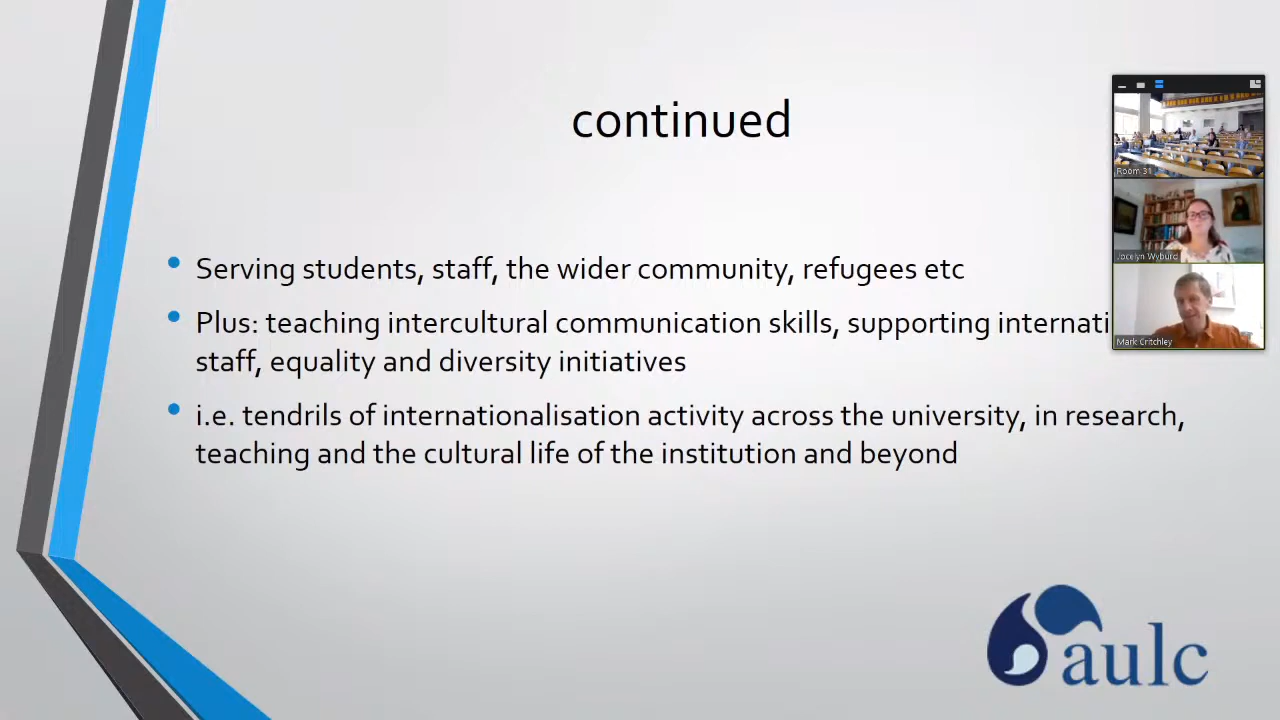 continued
Serving students, staff, the wider community, refugees etc
Plus: teaching intercultural communication skills, supporting internati
staff, equality and diversity initiatives
i.e. tendrils of internationalisation activity across the university, in research,
teaching and the cultural life of the institution and beyond
Room 31
Jocelyn Wyburd
Mark Critchley
aulc